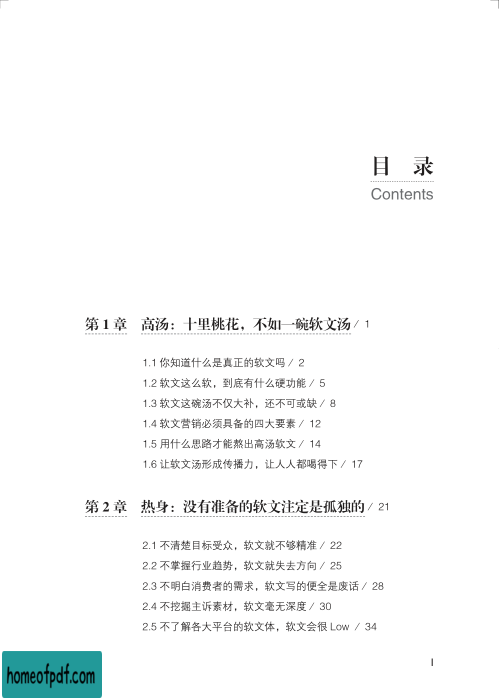 目 录
Contents
第 1 章 高汤：十里桃花，不如一碗软文汤 / 1
1.1 你知道什么是真正的软文吗 / 2
1.2 软文这么软，到底有什么硬功能 / 5
1.3 软文这碗汤不仅大补，还不可或缺 / 8
1.4 软文营销必须具备的四大要素 / 12
1.5 用什么思路才能熬出高汤软文 / 14
1.6 让软文汤形成传播力，让人人都喝得下 / 17
第 2 章 热身：没有准备的软文注定是孤独的 / 21
2.1 不清楚目标受众，软文就不够精准 / 22
2.2 不掌握行业趋势，软文就失去方向 / 25
2.3 不明白消费者的需求，软文写的便全是废话 / 28
2.4 不挖掘主诉素材，软文毫无深度 / 30
2.5 不了解各大平台的软文体，软文会很 Low / 34
I
homeofpdf.com